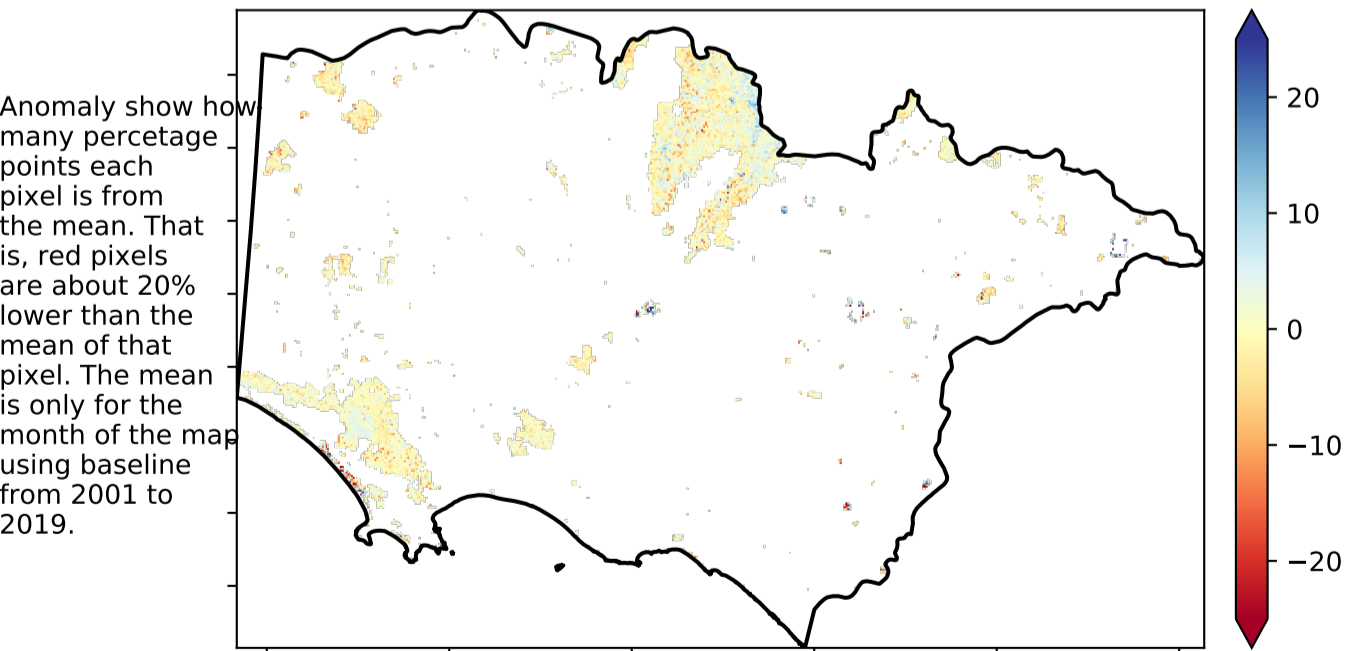 Anomaly show how
many percetage
points each
pixel is from
the mean. That
is, red pixels
are about 20%
lower than the
mean of that
pixel. The mean
is only for the
month of the map
using baseline
from 2001 to
2019.
20
10
0
−10
−20